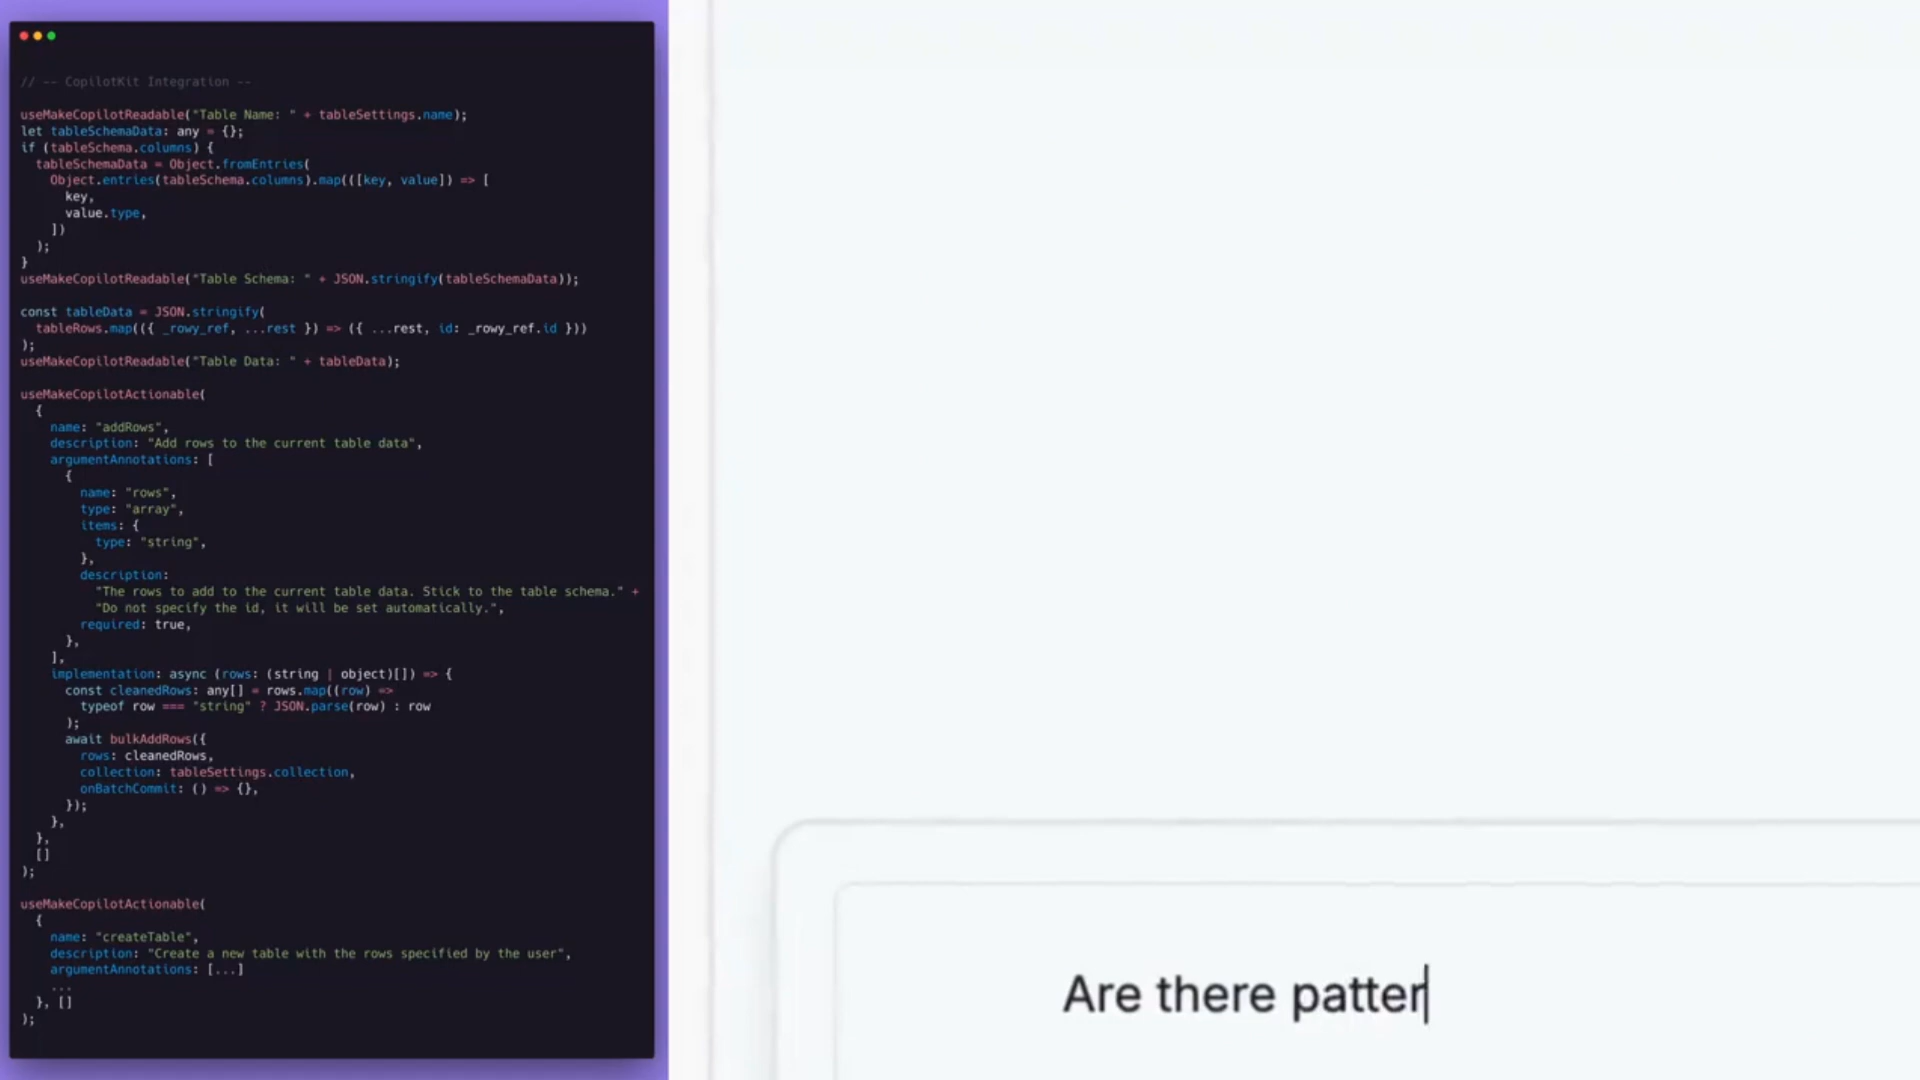 // -- CopilotKit Integration --
useMakeCopilotReadable("Table Name: " + tableSettings.name);
let tableSchemaData: any = {};
if (tableSchema.columns) {
  tableSchemaData = Object.fromEntries(
    Object.entries(tableSchema.columns).map(([key, value]) => [
      key,
      value.type,
    ])
  );
}
useMakeCopilotReadable("Table Schema: " + JSON.stringify(tableSchemaData));
const tableData = JSON.stringify(
  tableRows.map(({ _rowy_ref, ...rest }) => ({ ...rest, id: _rowy_ref.id }))
);
useMakeCopilotReadable("Table Data: " + tableData);
useMakeCopilotActionable(
  {
    name: "addRows",
    description: "Add rows to the current table data",
    argumentAnnotations: [
      {
        name: "rows",
        type: "array",
        items: {
          type: "string",
        },
        description:
          "The rows to add to the current table data. Stick to the table schema." +
          "Do not specify the id, it will be set automatically.",
        required: true,
      },
    ],
    implementation: async (rows: (string | object)[]) => {
      const cleanedRows: any[] = rows.map((row) =>
        typeof row === "string" ? JSON.parse(row) : row
      );
      await bulkAddRows({
        rows: cleanedRows,
        collection: tableSettings.collection,
        onBatchCommit: () => {},
      });
    },
  },
  []
);
useMakeCopilotActionable(
  {
    name: "createTable",
    description: "Create a new table with the rows specified by the user",
    argumentAnnotations: [...]
    ...
  }, []
);
Are there patter